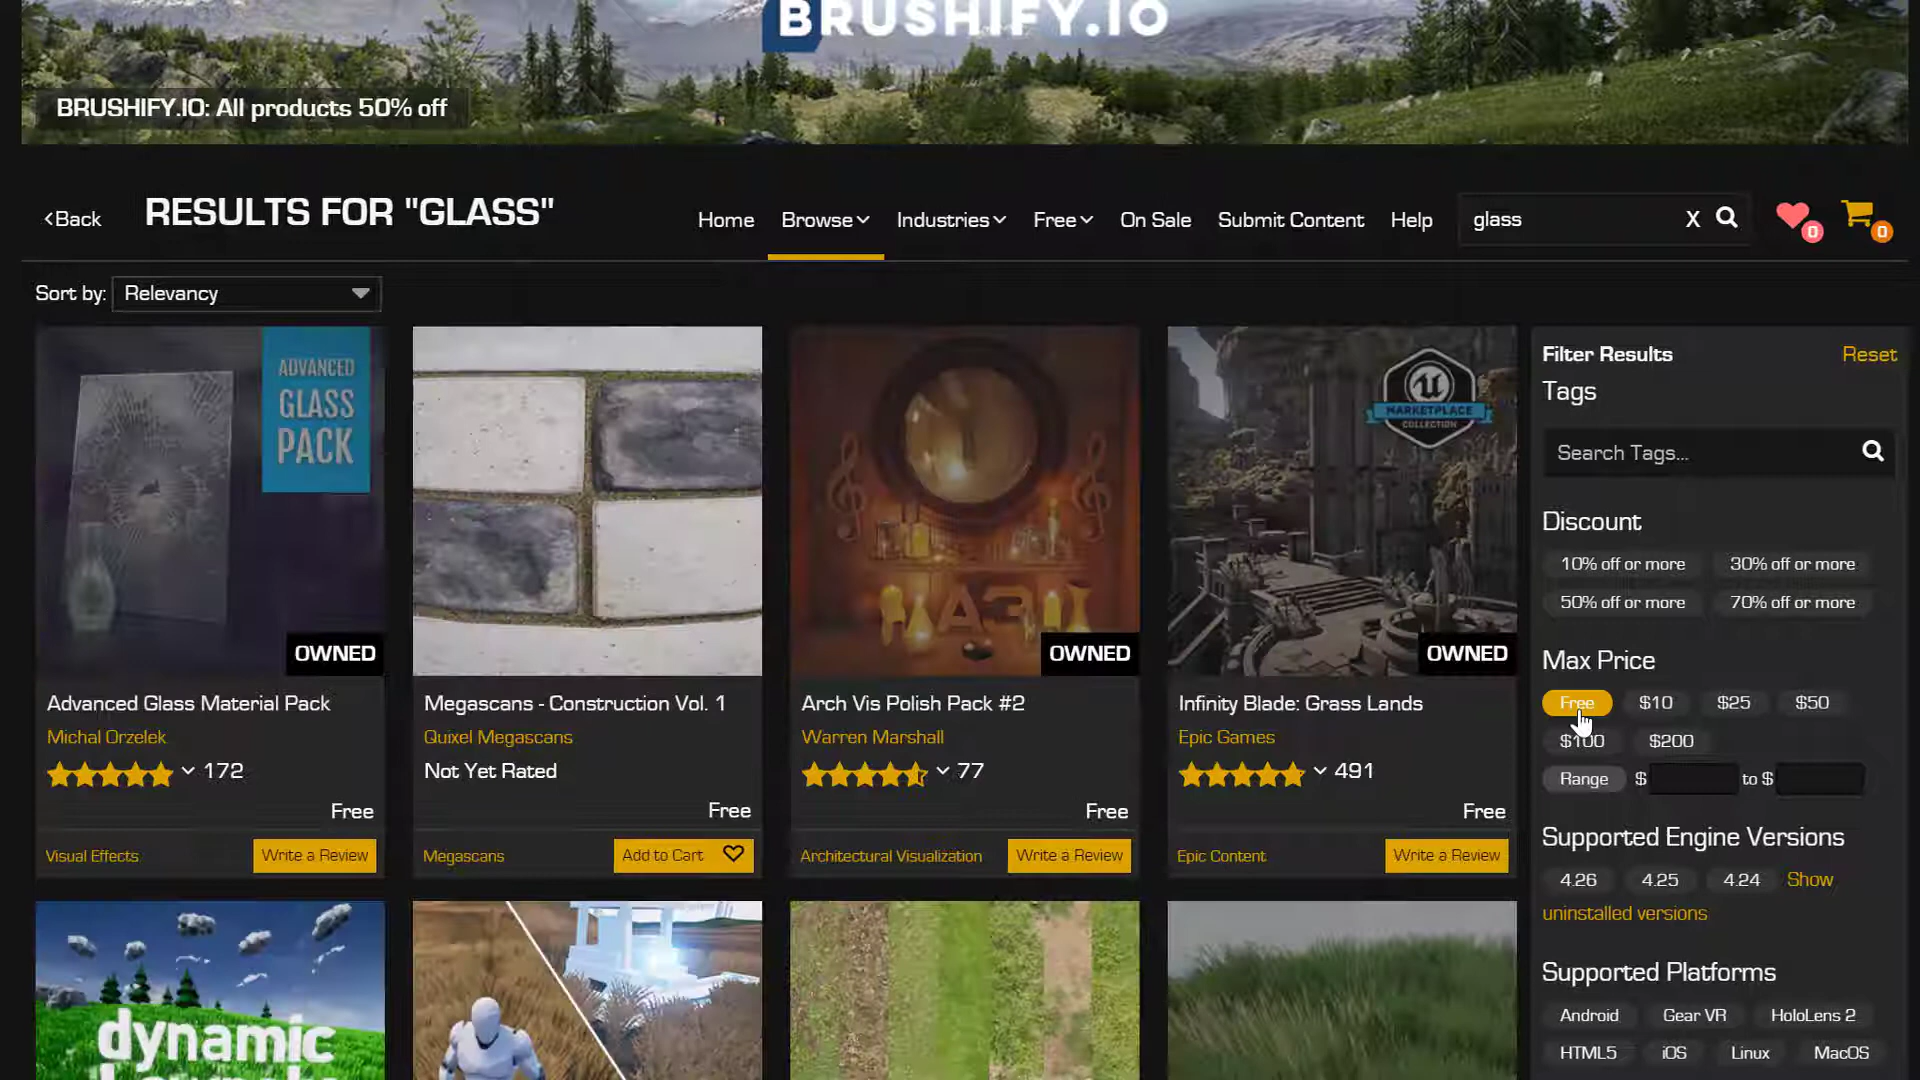 BRUSHIFY.IO
BRUSHIFY.IO: All products 50% off
<Back
RESULTS FOR "GLASS"
Home
Browse
Industries
Free
On Sale
Submit Content
Help
glass
X
0
0
Sort by:
Relevancy
ADVANCED
GLASS
PACK
OWNED
Advanced Glass Material Pack
Michal Orzelek
172
Free
Visual Effects
Write a Review
Megascans - Construction Vol. 1
Quixel Megascans
Not Yet Rated
Free
Megascans
Add to Cart
OWNED
Arch Vis Polish Pack #2
Warren Marshall
77
Free
Architectural Visualization
Write a Review
MARKETPLACE
COLLECTION
OWNED
Infinity Blade: Grass Lands
Epic Games
491
Free
Epic Content
Write a Review
dynamic
Filter Results
Reset
Tags
Search Tags...
Discount
10% off or more
30% off or more
50% off or more
70% off or more
Max Price
Free
$10
$25
$50
$100
$200
Range
$
to $
Supported Engine Versions
4.26
4.25
4.24
Show
uninstalled versions
Supported Platforms
Android
Gear VR
HoloLens 2
HTML5
iOS
Linux
MacOS